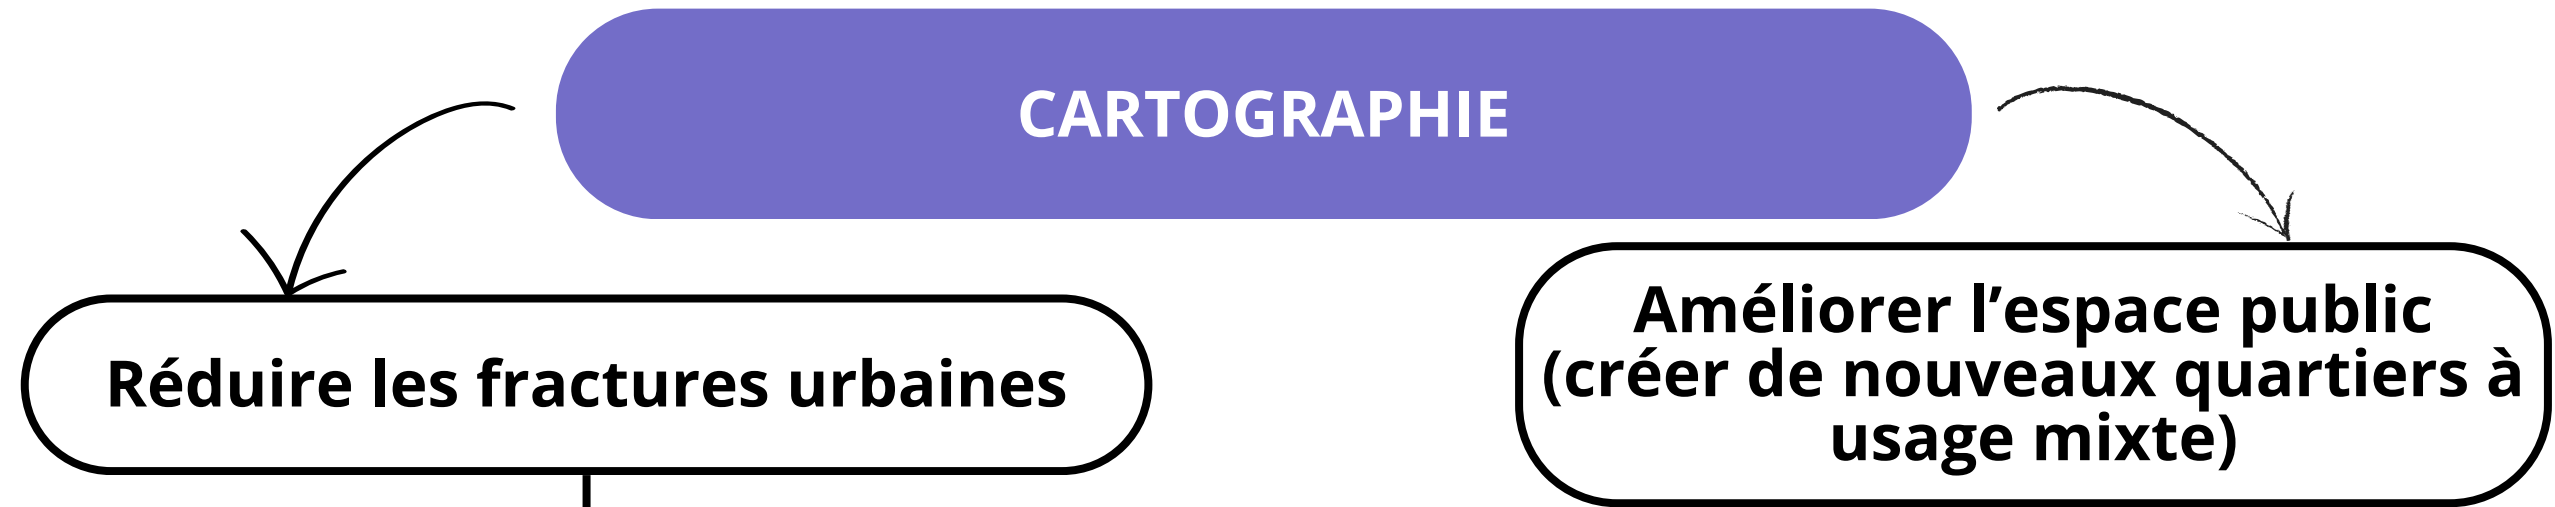 CARTOGRAPHIE
Réduire les fractures urbaines
Améliorer l’espace public
(créer de nouveaux quartiers à
usage mixte)